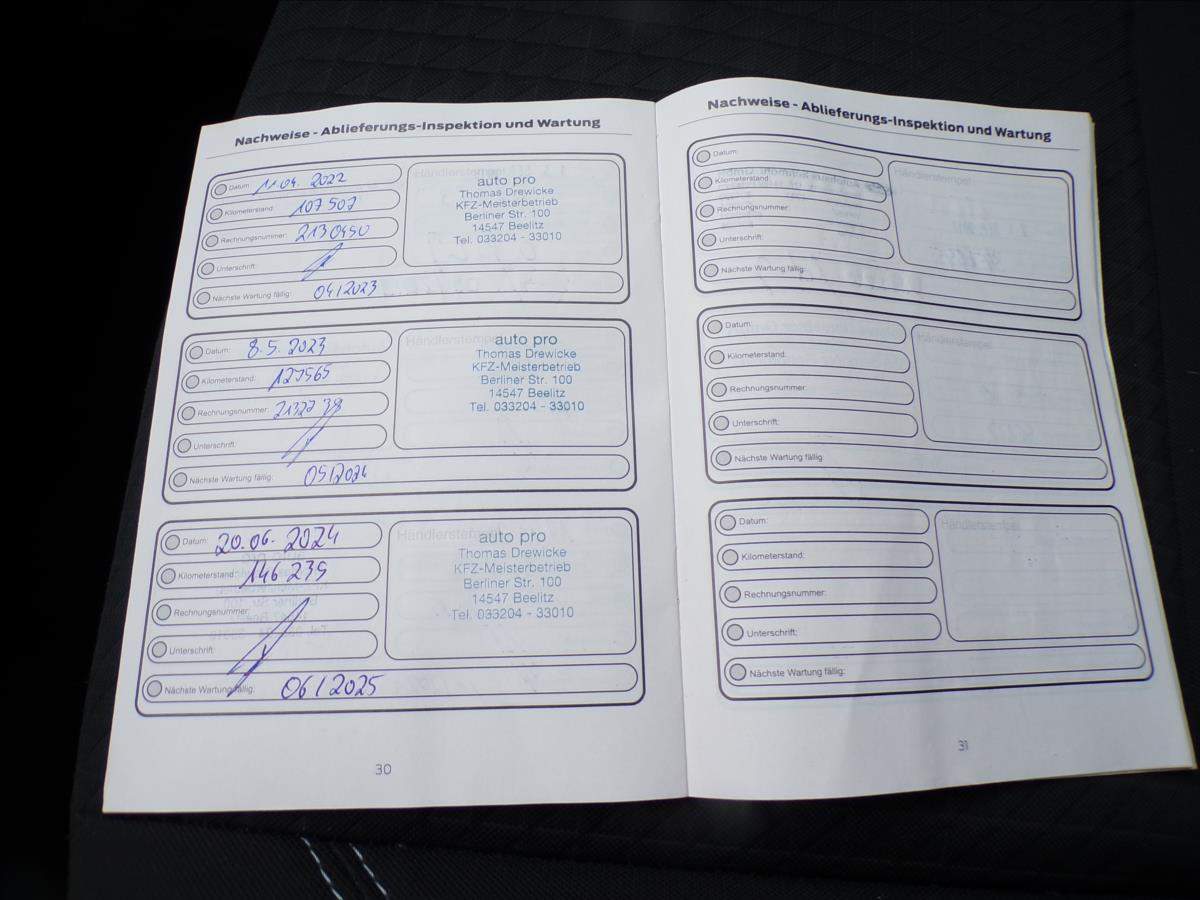 Nachweise - Ablieferungs-Inspektion und Wartung
Datum: 11.04. 2022
Kilometerstand: 107 507
Rechnungsnummer: 2130450
Unterschrift:
Nächste Wartung fällig: 04/2023
Händlerstempel
auto pro
Thomas Drewicke
KFZ-Meisterbetrieb
Berliner Str. 100
14547 Beelitz
Tel. 033204 - 33010
Datum: 8.5. 2023
Kilometerstand: 127565
Rechnungsnummer:
Unterschrift:
Nächste Wartung fällig: 05/2024
Händlerstempel
auto pro
Thomas Drewicke
KFZ-Meisterbetrieb
Berliner Str. 100
14547 Beelitz
Tel. 033204 - 33010
Datum: 20.06. 2024
Kilometerstand: 146 239
Rechnungsnummer:
Unterschrift:
Nächste Wartung fällig: 06/2025
Händlerstempel
auto pro
Thomas Drewicke
KFZ-Meisterbetrieb
Berliner Str. 100
14547 Beelitz
Tel. 033204 - 33010
30
Nachweise - Ablieferungs-Inspektion und Wartung
Datum:
Kilometerstand:
Rechnungsnummer:
Unterschrift:
Nächste Wartung fällig:
Händlerstempel
Datum:
Kilometerstand:
Rechnungsnummer:
Unterschrift:
Nächste Wartung fällig:
Händlerstempel
Datum:
Kilometerstand:
Rechnungsnummer:
Unterschrift:
Nächste Wartung fällig:
Händlerstempel
31